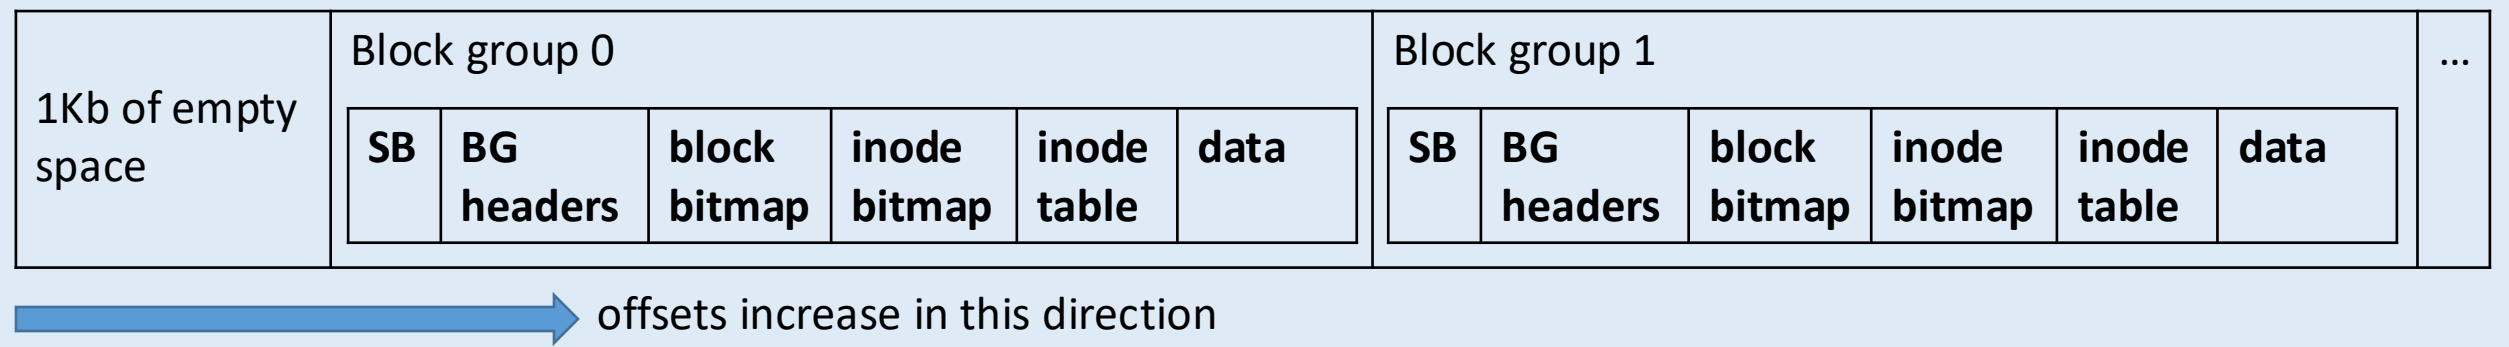 1Kb of empty
space
Block group 0
SB BG block inode inode data
headers bitmap bitmap table
Block group 1
SB BG block inode inode data
headers bitmap bitmap table
...
offsets increase in this direction